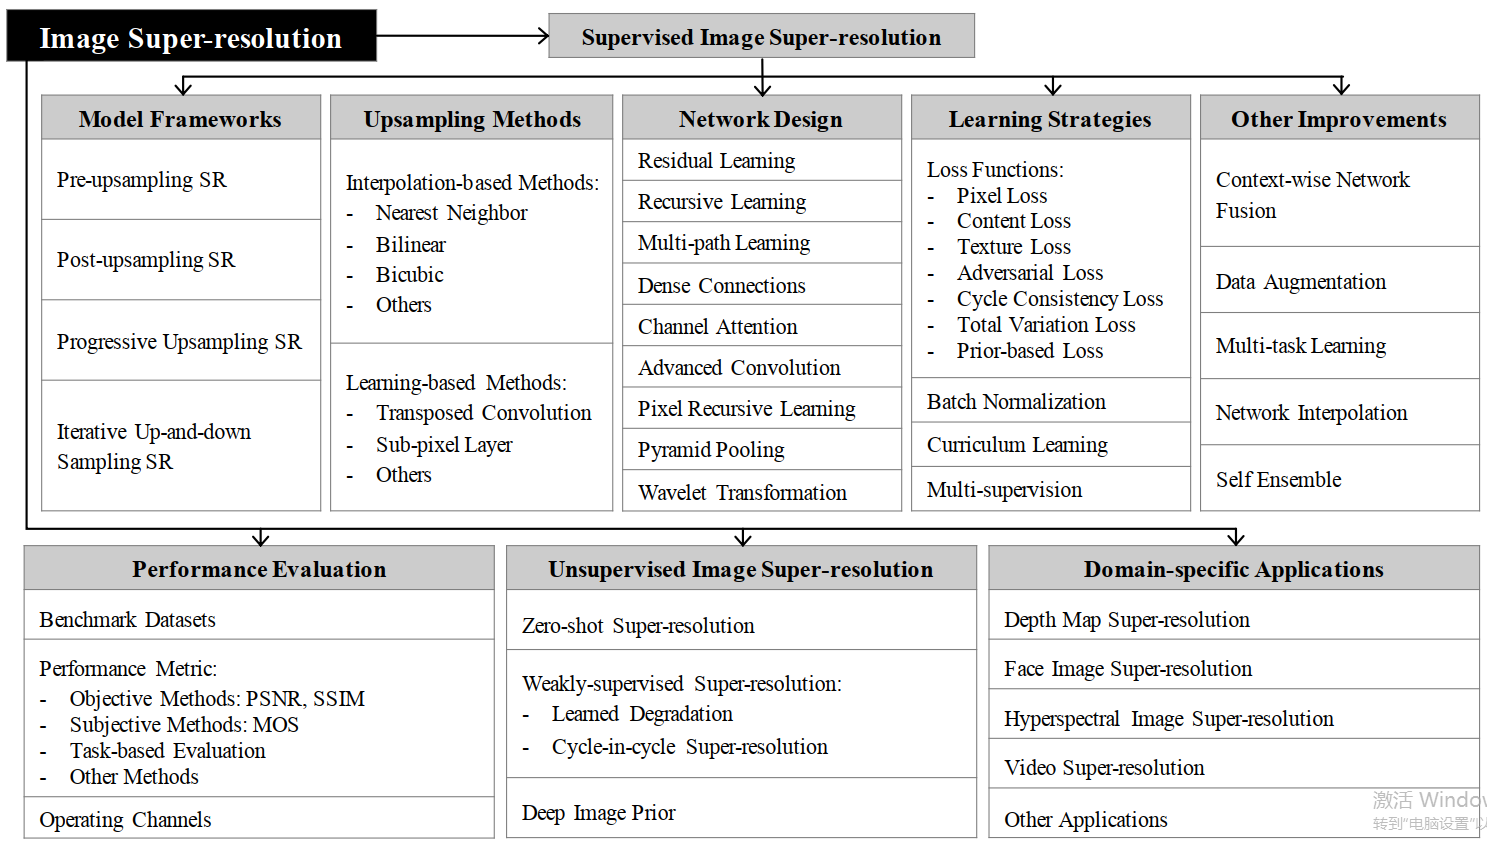 Image Super-resolution
Supervised Image Super-resolution
Model Frameworks
Pre-upsampling SR
Post-upsampling SR
Progressive Upsampling SR
Iterative Up-and-down
Sampling SR
Upsampling Methods
Interpolation-based Methods:
- Nearest Neighbor
- Bilinear
- Bicubic
- Others
Learning-based Methods:
- Transposed Convolution
- Sub-pixel Layer
- Others
Network Design
Residual Learning
Recursive Learning
Multi-path Learning
Dense Connections
Channel Attention
Advanced Convolution
Pixel Recursive Learning
Pyramid Pooling
Wavelet Transformation
Learning Strategies
Loss Functions:
- Pixel Loss
- Content Loss
- Texture Loss
- Adversarial Loss
- Cycle Consistency Loss
- Total Variation Loss
- Prior-based Loss
Batch Normalization
Curriculum Learning
Multi-supervision
Other Improvements
Context-wise Network
Fusion
Data Augmentation
Multi-task Learning
Network Interpolation
Self Ensemble
Performance Evaluation
Benchmark Datasets
Performance Metric:
- Objective Methods: PSNR, SSIM
- Subjective Methods: MOS
- Task-based Evaluation
- Other Methods
Operating Channels
Unsupervised Image Super-resolution
Zero-shot Super-resolution
Weakly-supervised Super-resolution:
- Learned Degradation
- Cycle-in-cycle Super-resolution
Deep Image Prior
Domain-specific Applications
Depth Map Super-resolution
Face Image Super-resolution
Hyperspectral Image Super-resolution
Video Super-resolution
Other Applications
激活 Window
转到"电脑设置"以